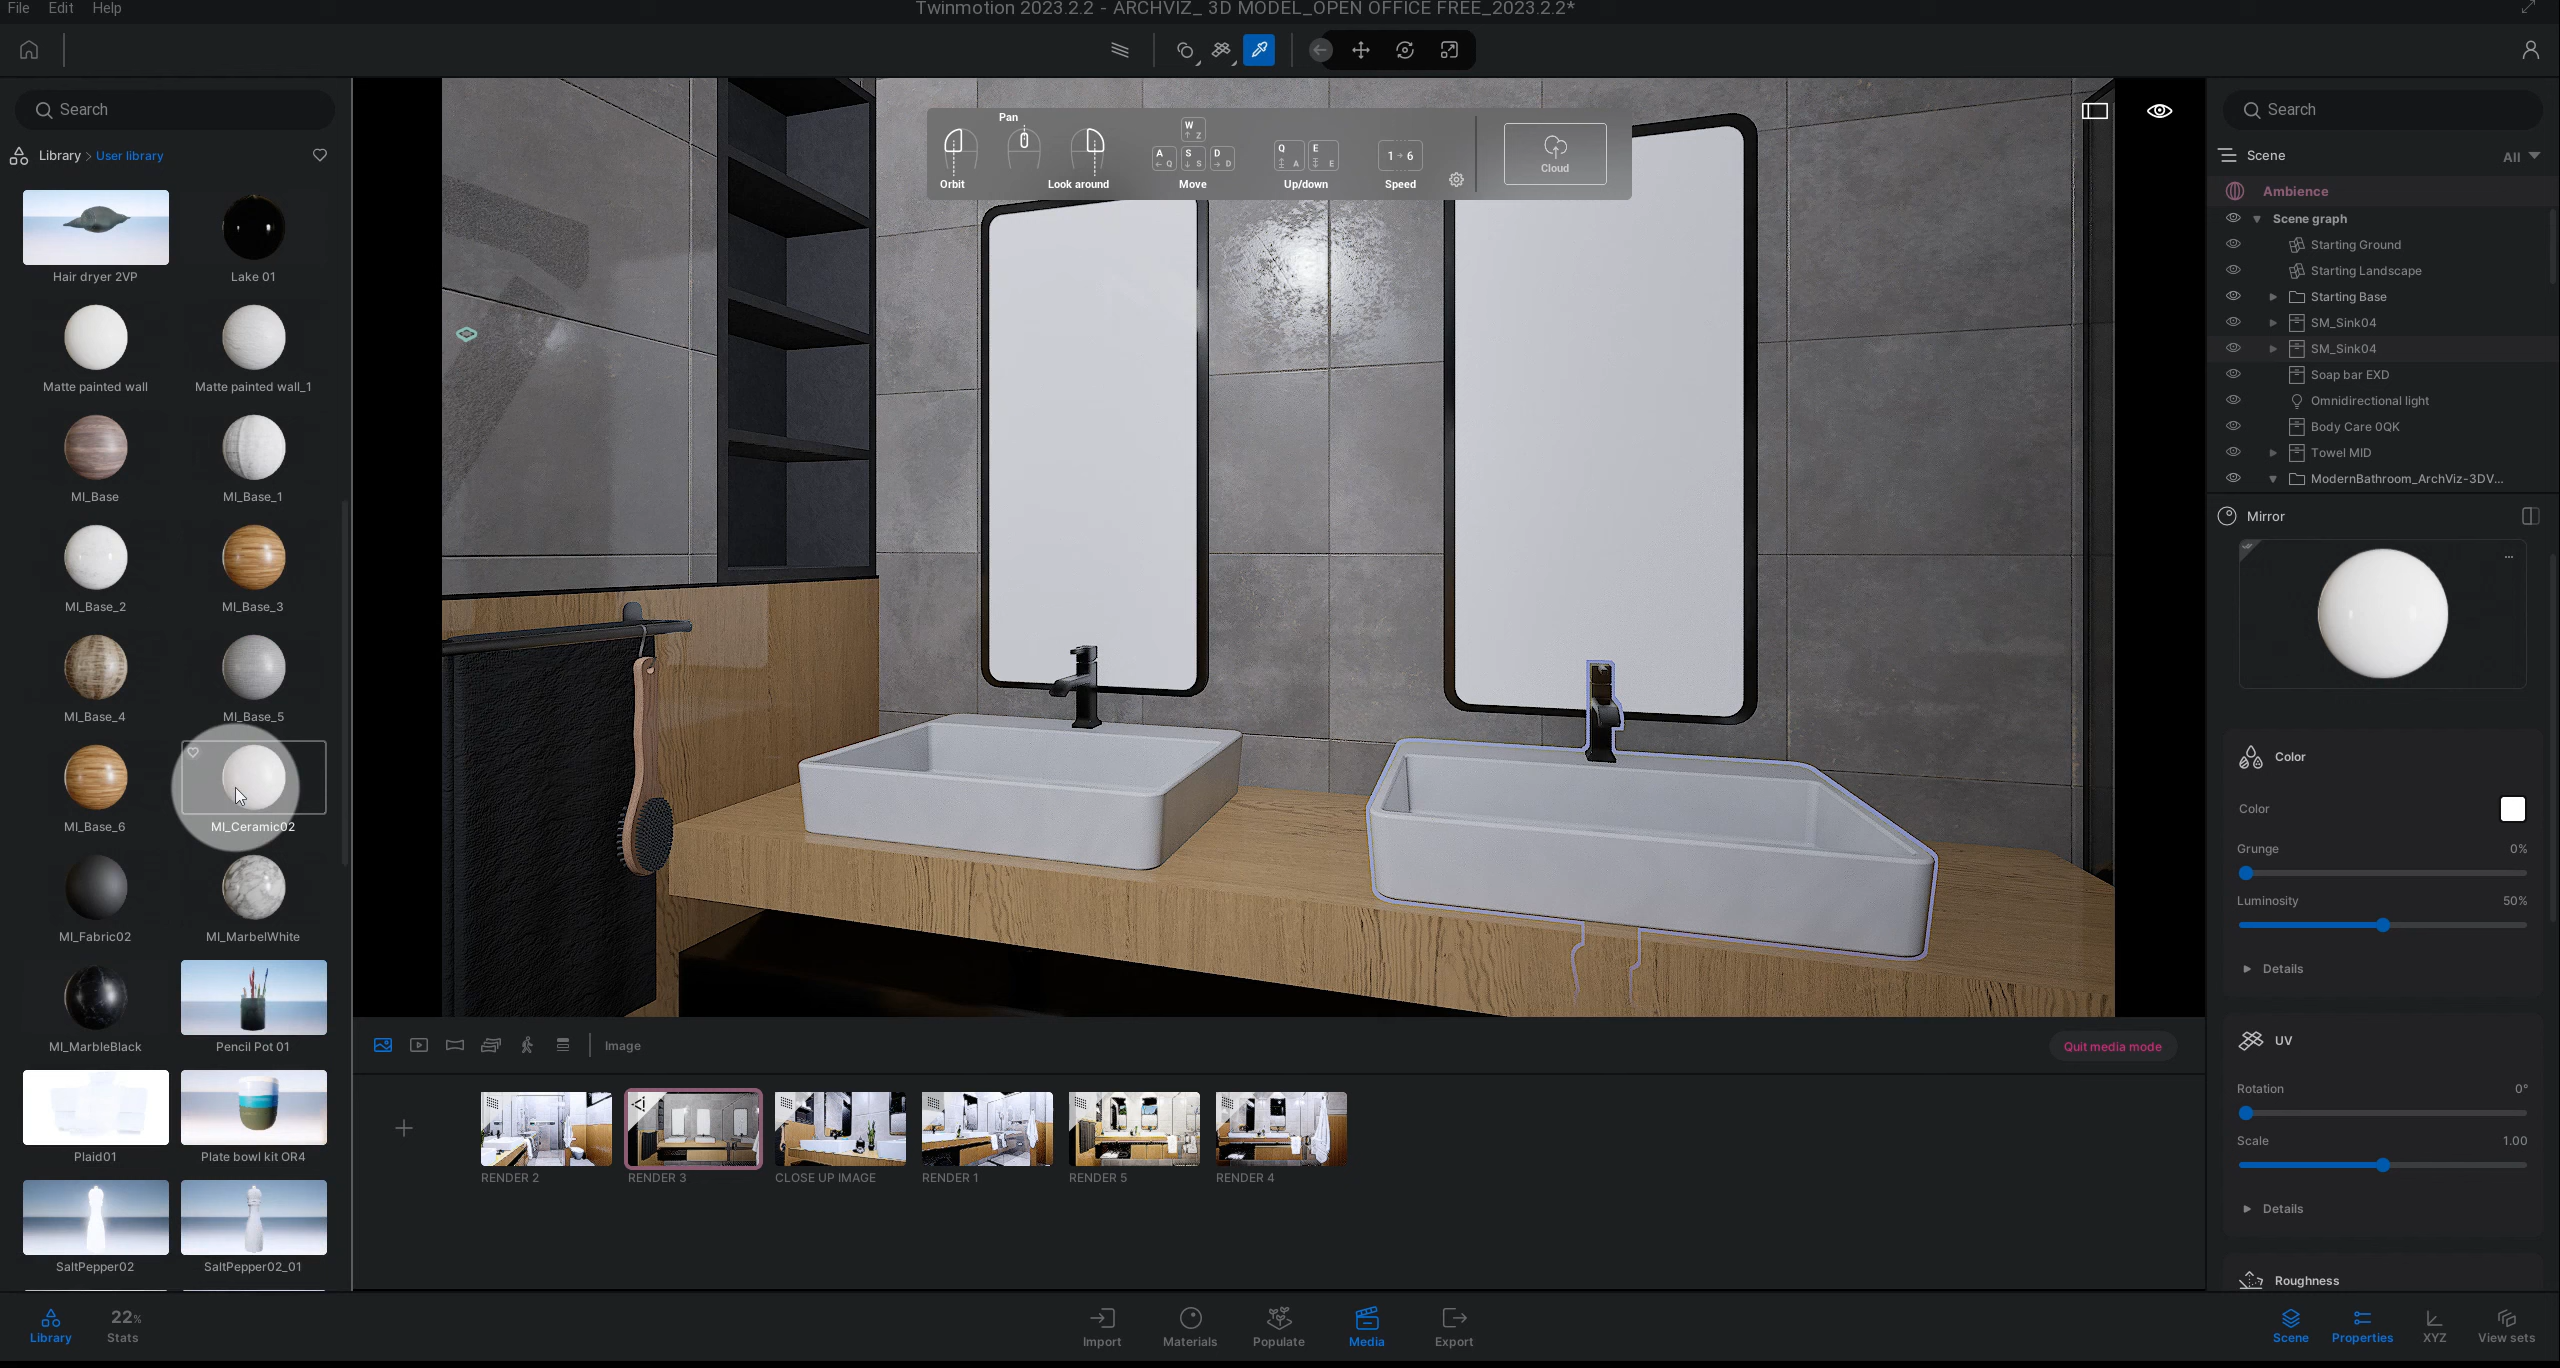 File Edit Help
Twinmotion 2023.2.2 - ARCHVIZ_ 3D MODEL_OPEN OFFICE FREE_2023.2.2*
Search
Library > User library
Hair dryer 2VP
Lake 01
Matte painted wall
Matte painted wall_1
MI_Base
MI_Base_1
MI_Base_2
MI_Base_3
MI_Base_4
MI_Base_5
MI_Base_6
MI_Ceramic02
MI_Fabric02
MI_MarbelWhite
MI_MarbleBlack
Pencil Pot 01
Plaid01
Plate bowl kit OR4
SaltPepper02
SaltPepper02_01
Pan
Orbit
Look around
W
Z
A
Q
S
S
D
D
Move
Q
A
E
E
Up/down
1 - 6
Speed
Cloud
Search
Scene
All
Ambience
Scene graph
Starting Ground
Starting Landscape
Starting Base
SM_Sink04
SM_Sink04
Soap bar EXD
Omnidirectional light
Body Care 0QK
Towel MID
ModernBathroom_ArchViz-3DV...
Mirror
...
Color
Color
Grunge 0%
Luminosity 50%
Details
UV
Rotation 0°
Scale 1.00
Details
Roughness
Image
Quit media mode
RENDER 2
RENDER 3
CLOSE UP IMAGE
RENDER 1
RENDER 5
RENDER 4
Library
22%
Stats
Import
Materials
Populate
Media
Export
Scene
Properties
XYZ
View sets